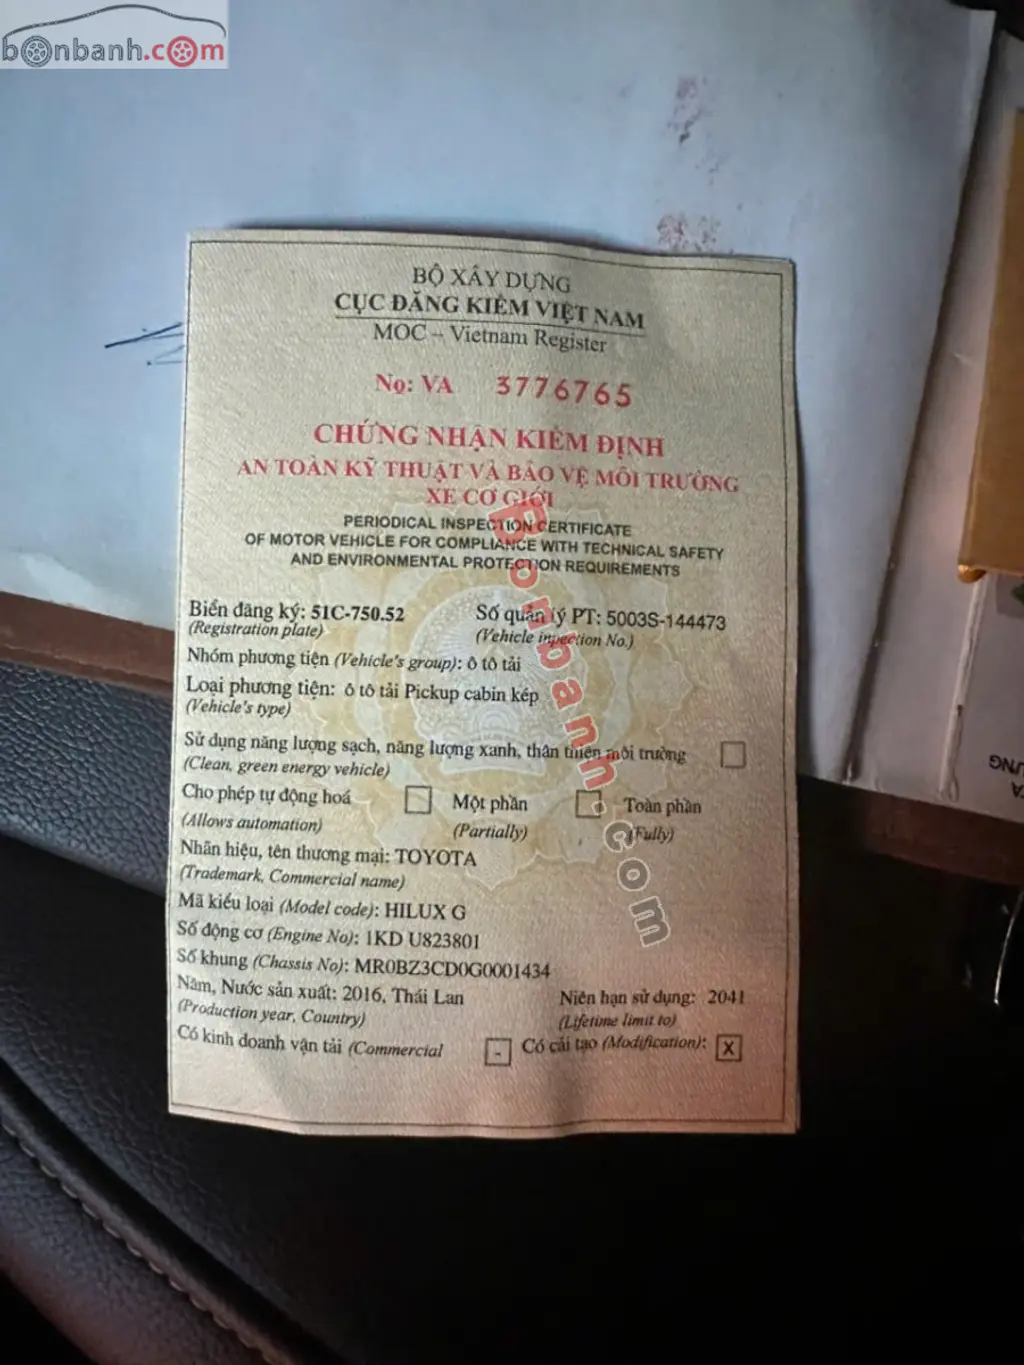 bonbanh.com
BỘ XÂY DỰNG
CỤC ĐĂNG KIỂM VIỆT NAM
MOC – Vietnam Register
Nọ: VA 3776765
CHỨNG NHẬN KIỂM ĐỊNH
AN TOÀN KỸ THUẬT VÀ BẢO VỆ MÔI TRƯỜNG
XE CƠ GIỚI
PERIODICAL INSPECTION CERTIFICATE
OF MOTOR VEHICLE FOR COMPLIANCE WITH TECHNICAL SAFETY
AND ENVIRONMENTAL PROTECTION REQUIREMENTS
Biển đăng ký: 51C-750.52 Số quản lý PT: 5003S-144473
(Registration plate) (Vehicle inpection No.)
Nhóm phương tiện (Vehicle's group): ô tô tải
Loại phương tiện: ô tô tải Pickup cabin kép
(Vehicle's type)
Sử dụng năng lượng sạch, năng lượng xanh, thân thiện môi trường
(Clean, green energy vehicle)
Cho phép tự động hoá Một phần Toàn phần
(Allows automation) (Partially) (Fully)
Nhãn hiệu, tên thương mại: TOYOTA
(Trademark, Commercial name)
Mã kiểu loại (Model code): HILUX G
Số động cơ (Engine No): 1KD U823801
Số khung (Chassis No): MR0BZ3CD0G0001434
Năm, Nước sản xuất: 2016, Thái Lan Niên hạn sử dụng: 2041
(Production year, Country) (Lifetime limit to)
Có kinh doanh vận tải (Commercial - Có cải tạo (Modification): X
Bonbanh.com